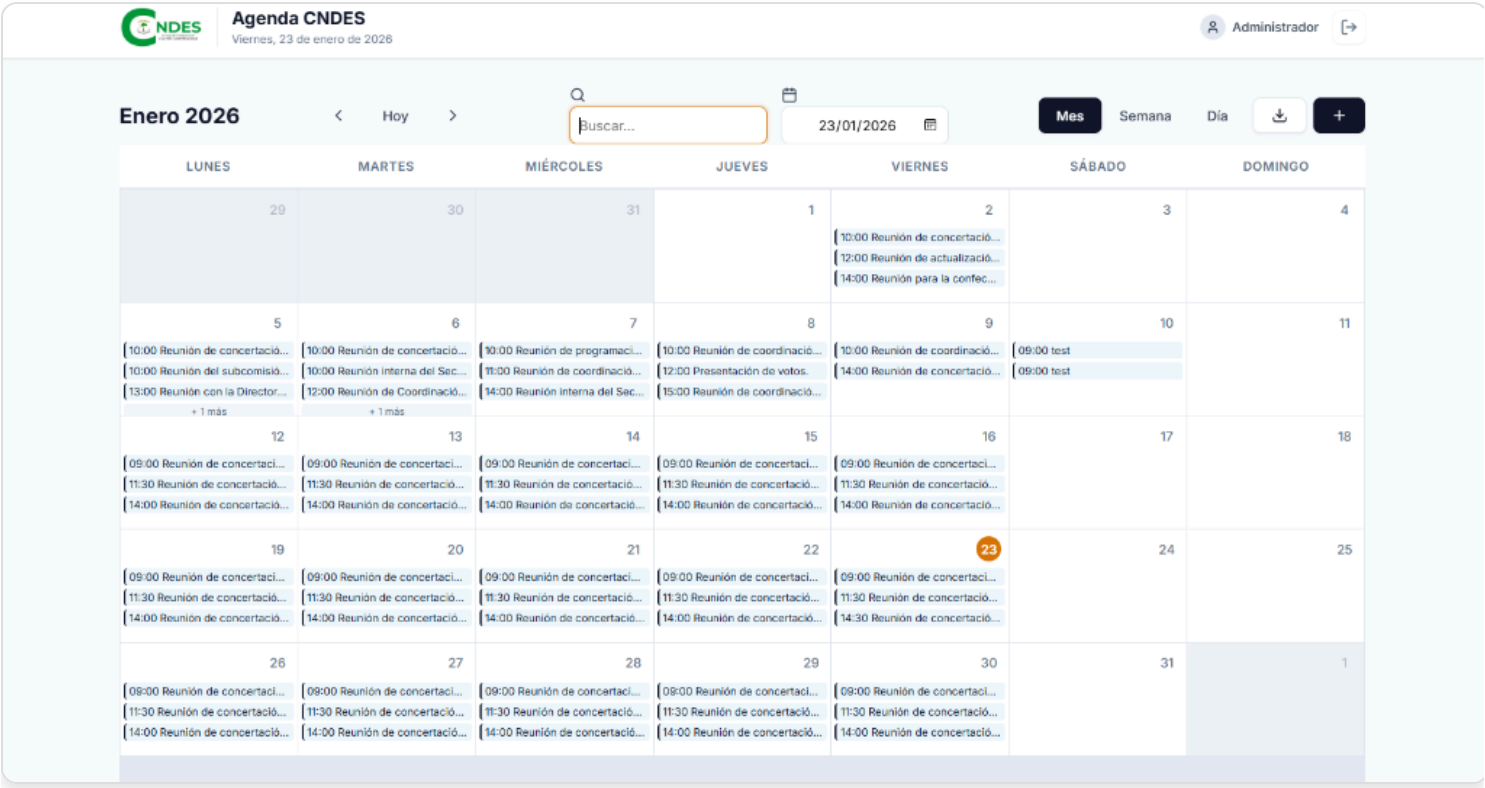 CNDES
Agenda CNDES
Viernes, 23 de enero de 2026
Administrador
Enero 2026
Hoy
Buscar...
23/01/2026
Mes
Semana
Día
+
LUNES MARTES MIÉRCOLES JUEVES VIERNES SÁBADO DOMINGO
29 30 31 1 2 3 4
10:00 Reunión de concertació...
12:00 Reunión de actualizació...
14:00 Reunión para la confec...
5 6 7 8 9 10 11
10:00 Reunión de concertació... 10:00 Reunión de concertació... 10:00 Reunión de programaci... 10:00 Reunión de coordinació... 10:00 Reunión de coordinació... 09:00 test
10:00 Reunión del subcomisió... 10:00 Reunión interna del Sec... 11:00 Reunión de coordinació... 12:00 Presentación de votos. 14:00 Reunión de concertació... 09:00 test
13:00 Reunión con la Director... 12:00 Reunión de Coordinació... 14:00 Reunión interna del Sec... 15:00 Reunión de coordinació...
+ 1 más + 1 más
12 13 14 15 16 17 18
09:00 Reunión de concertaci... 09:00 Reunión de concertaci... 09:00 Reunión de concertaci... 09:00 Reunión de concertaci... 09:00 Reunión de concertaci...
11:30 Reunión de concertació... 11:30 Reunión de concertació... 11:30 Reunión de concertació... 11:30 Reunión de concertació... 11:30 Reunión de concertació...
14:00 Reunión de concertació... 14:00 Reunión de concertació... 14:00 Reunión de concertació... 14:00 Reunión de concertació... 14:00 Reunión de concertació...
19 20 21 22 23 24 25
09:00 Reunión de concertaci... 09:00 Reunión de concertaci... 09:00 Reunión de concertaci... 09:00 Reunión de concertaci... 09:00 Reunión de concertaci...
11:30 Reunión de concertació... 11:30 Reunión de concertació... 11:30 Reunión de concertació... 11:30 Reunión de concertació... 11:30 Reunión de concertació...
14:00 Reunión de concertació... 14:00 Reunión de concertació... 14:00 Reunión de concertació... 14:00 Reunión de concertació... 14:30 Reunión de concertació...
26 27 28 29 30 31 1
09:00 Reunión de concertaci... 09:00 Reunión de concertaci... 09:00 Reunión de concertaci... 09:00 Reunión de concertaci... 09:00 Reunión de concertaci...
11:30 Reunión de concertació... 11:30 Reunión de concertació... 11:30 Reunión de concertació... 11:30 Reunión de concertació... 11:30 Reunión de concertació...
14:00 Reunión de concertació... 14:00 Reunión de concertació... 14:00 Reunión de concertació... 14:00 Reunión de concertació... 14:00 Reunión de concertació...